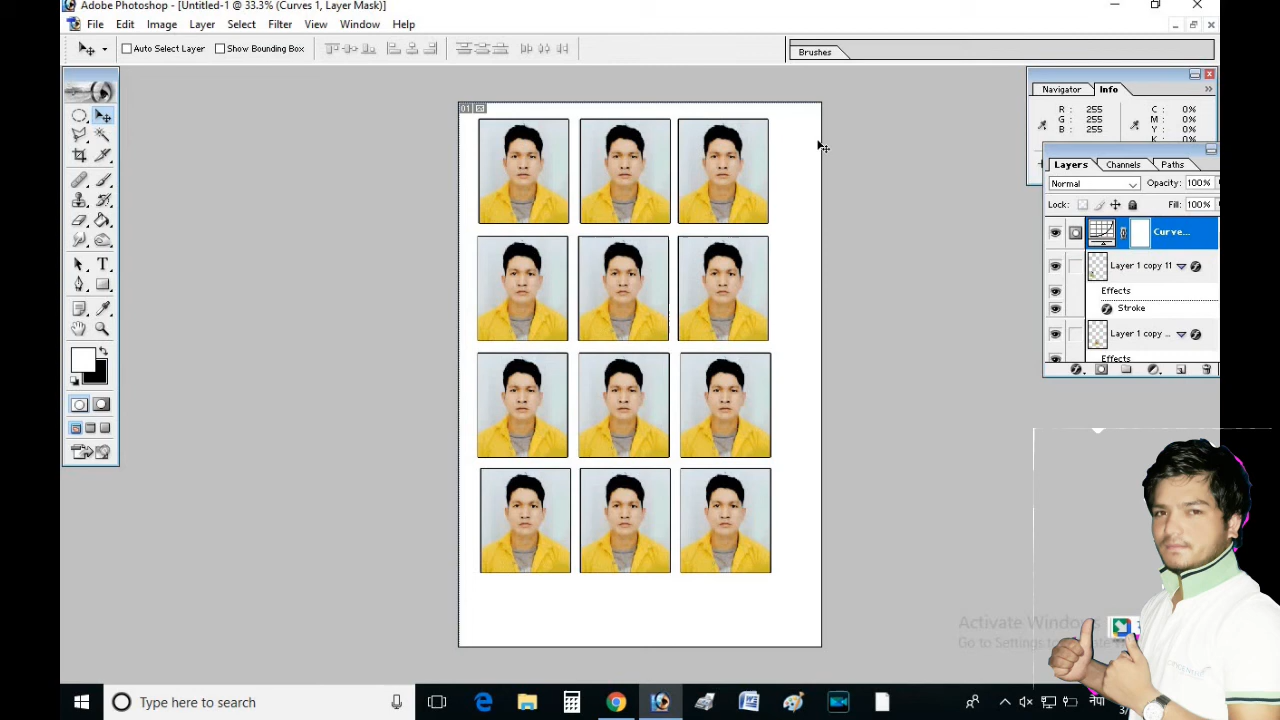 Adobe Photoshop - [Untitled-1 @ 33.3% (Curves 1, Layer Mask)]
File Edit Image Layer Select Filter View Window Help
Auto Select Layer Show Bounding Box
Brushes
Navigator Info
R : 255 C : 0%
G : 255 M : 0%
B : 255 Y : 0%
K : 0%
Layers Channels Paths
Normal Opacity: 100%
Lock: Fill: 100%
Curve...
Layer 1 copy 11
Effects
Stroke
Layer 1 copy ...
Effects
01
T
Activate Windows
Go to Settings to
Type here to search
नेपा